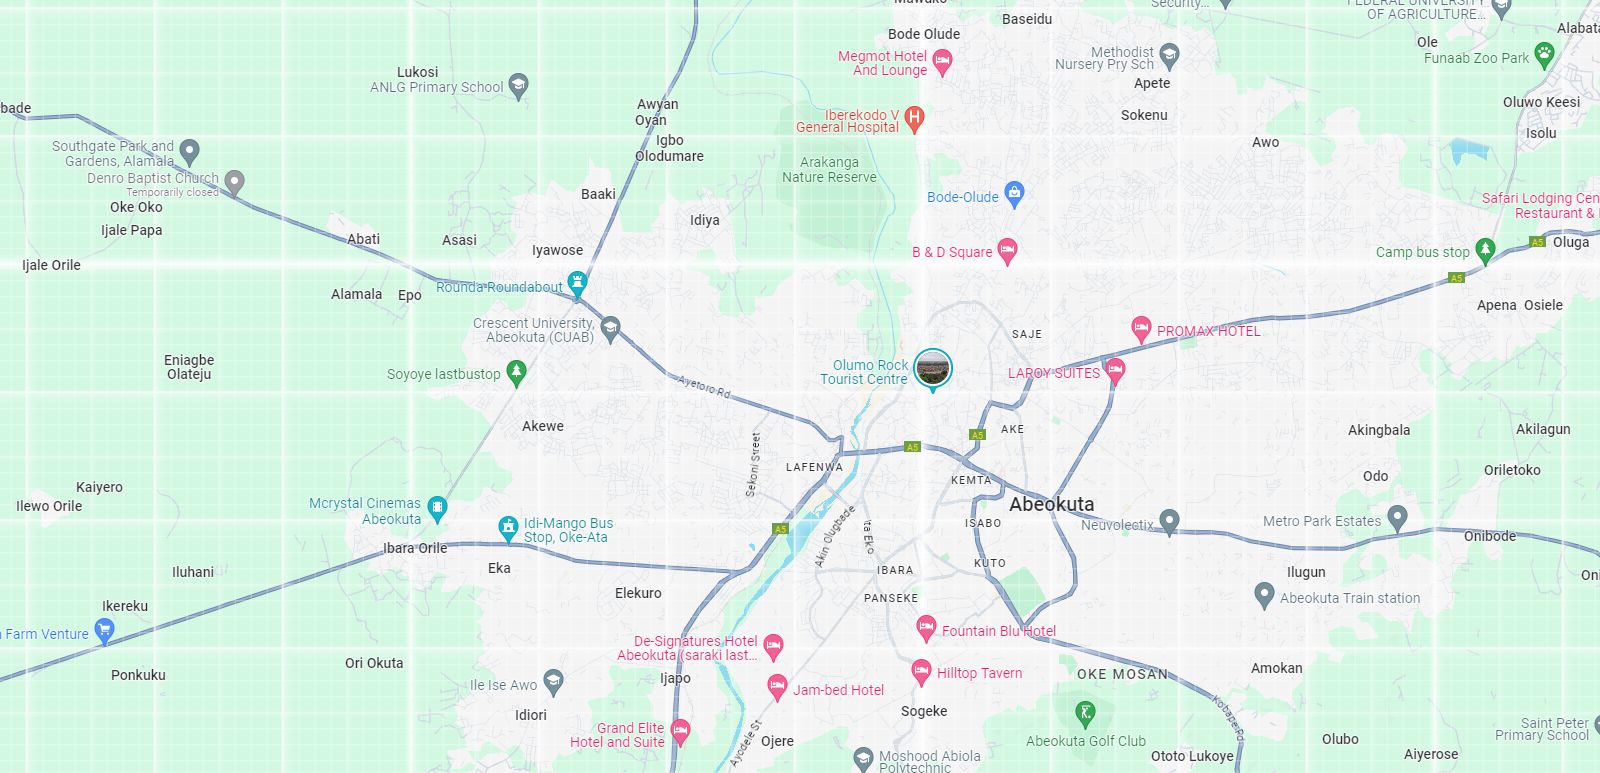 Baseidu
Security...
FEDERAL UNIVERSITY
OF AGRICULTURE...
Alabata
Bode Olude
Ole
Megmot Hotel
And Lounge
Methodist
Nursery Pry Sch
Funaab Zoo Park
Lukosi
ANLG Primary School
Apete
Awyan
Oyan
Oluwo Keesi
Iberekodo V
General Hospital
Sokenu
Isolu
Igbo
Olodumare
Awo
Southgate Park and
Gardens, Alamala
Arakanga
Nature Reserve
Denro Baptist Church
Temporarily closed
Baaki
Bode-Olude
Safari Lodging Cen
Restaurant &
Oke Oko
Idiya
Ijale Papa
Abati
Asasi
Iyawose
B & D Square
Camp bus stop
A5
Oluga
Ijale Orile
A5
Rounda Roundabout
Alamala
Epo
Apena
Osiele
Crescent University,
Abeokuta (CUAB)
SAJE
PROMAX HOTEL
Eniagbe
Olateju
Soyoye lastbustop
Olumo Rock
Tourist Centre
LAROY SUITES
Ayetoro Rd
Akewe
AKE
Akingbala
Akilagun
A5
A5
Sekoni Street
LAFENWA
KEMTA
Odo
Oriletoko
Kaiyero
Ilewo Orile
Mcrystal Cinemas
Abeokuta
Abeokuta
Idi-Mango Bus
Stop, Oke-Ata
A5
Akin Olugbade
Ita Eko
ISABO
Neuvolectix
Metro Park Estates
Onibode
Ibara Orile
Eka
IBARA
KUTO
Iluhani
Ilugun
Oni
Elekuro
PANSEKE
Abeokuta Train station
Ikereku
Farm Venture
Fountain Blu Hotel
De-Signatures Hotel
Abeokuta (saraki last...
Ori Okuta
Ponkuku
Ijapo
Hilltop Tavern
OKE MOSAN
Amokan
Ile Ise Awo
Jam-bed Hotel
Kobape Rd
Idiori
Sogeke
Grand Elite
Hotel and Suite
Ayodele St
Ojere
Abeokuta Golf Club
Olubo
Saint Peter
Primary School
Moshood Abiola
Polytechnic
Ototo Lukoye
Aiyerose